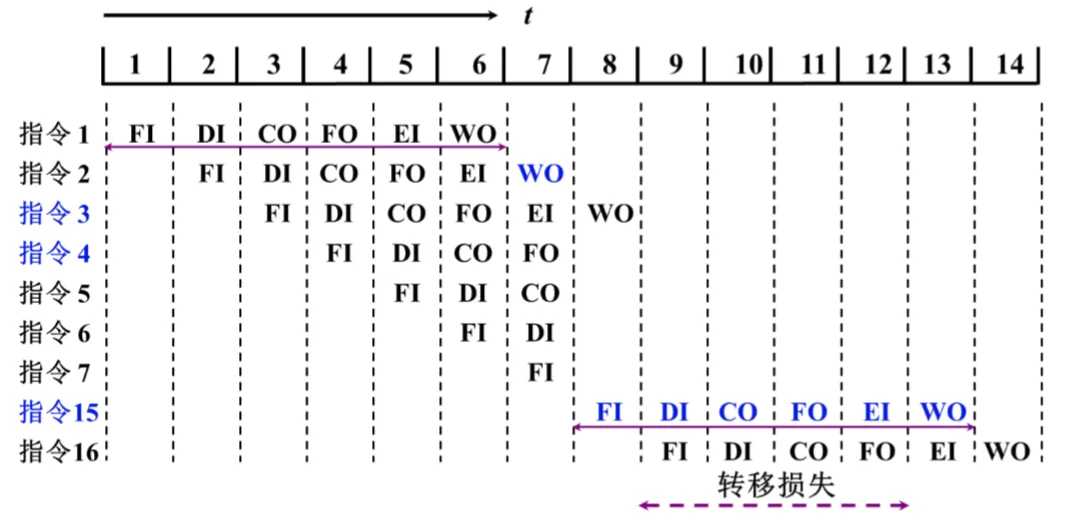 t
1 2 3 4 5 6 7 8 9 10 11 12 13 14
指令1 FI DI CO FO EI WO
指令2 FI DI CO FO EI WO
指令3 FI DI CO FO EI WO
指令4 FI DI CO FO
指令5 FI DI CO
指令6 FI DI
指令7 FI
指令15 FI DI CO FO EI WO
指令16 FI DI CO FO EI WO
转移损失